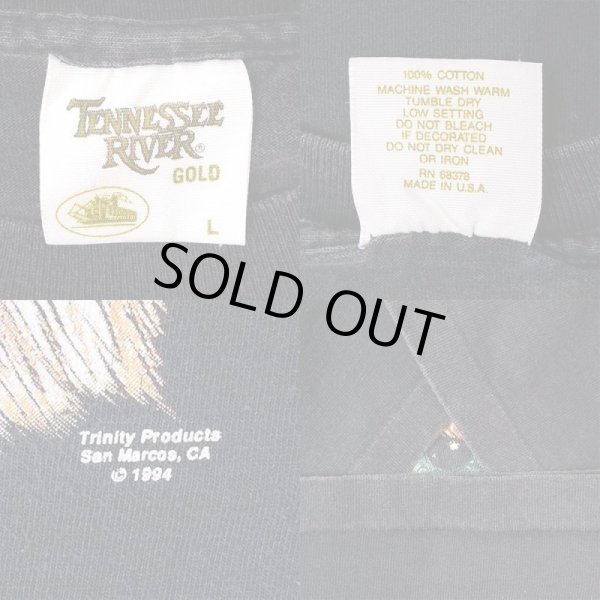 TENNESSEE
RIVER®
GOLD
L
100% COTTON
MACHINE WASH WARM
TUMBLE DRY
LOW SETTING
DO NOT BLEACH
IF DECORATED
DO NOT DRY CLEAN
OR IRON
RN 68378
MADE IN U.S.A.
SOLD OUT
Trinity Products
San Marcos, CA
© 1994